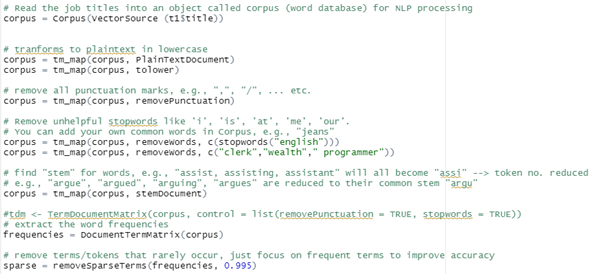 # Read the job titles into an object called corpus (word database) for NLP processing
corpus = Corpus(VectorSource (t1$title))
# tranforms to plaintext in lowercase
corpus = tm_map(corpus, PlainTextDocument)
corpus = tm_map(corpus, tolower)
# remove all punctuation marks, e.g., ",", "/", ... etc.
corpus = tm_map(corpus, removePunctuation)
# Remove unhelpful stopwords like 'i', 'is', 'at', 'me', 'our'.
# You can add your own common words in Corpus, e.g., "jeans"
corpus = tm_map(corpus, removeWords, c(stopwords("english")))
corpus = tm_map(corpus, removeWords, c("clerk","wealth"," programmer"))
# find "stem" for words, e.g., "assist, assisting, assistant" will all become "assi" --> token no. reduced
# e.g., "argue", "argued", "arguing", "argues" are reduced to their common stem "argu"
corpus = tm_map(corpus, stemDocument)
#tdm <- TermDocumentMatrix(corpus, control = list(removePunctuation = TRUE, stopwords = TRUE))
# extract the word frequencies
frequencies = DocumentTermMatrix(corpus)
# remove terms/tokens that rarely occur, just focus on frequent terms to improve accuracy
sparse = removeSparseTerms(frequencies, 0.995)